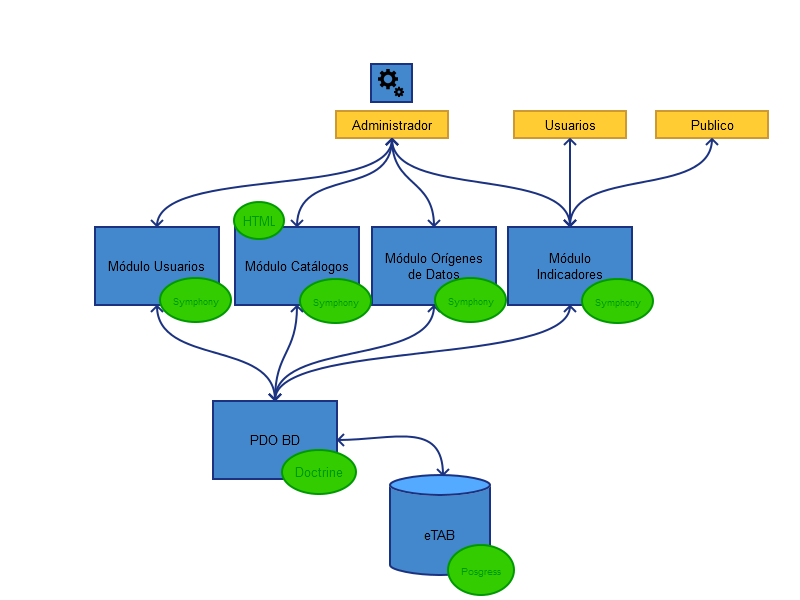 Administrador
Usuarios
Publico
HTML
Módulo Usuarios
Módulo Catálogos
Módulo Orígenes
de Datos
Módulo
Indicadores
Symphony
Symphony
Symphony
Symphony
PDO BD
Doctrine
eTAB
Posgress